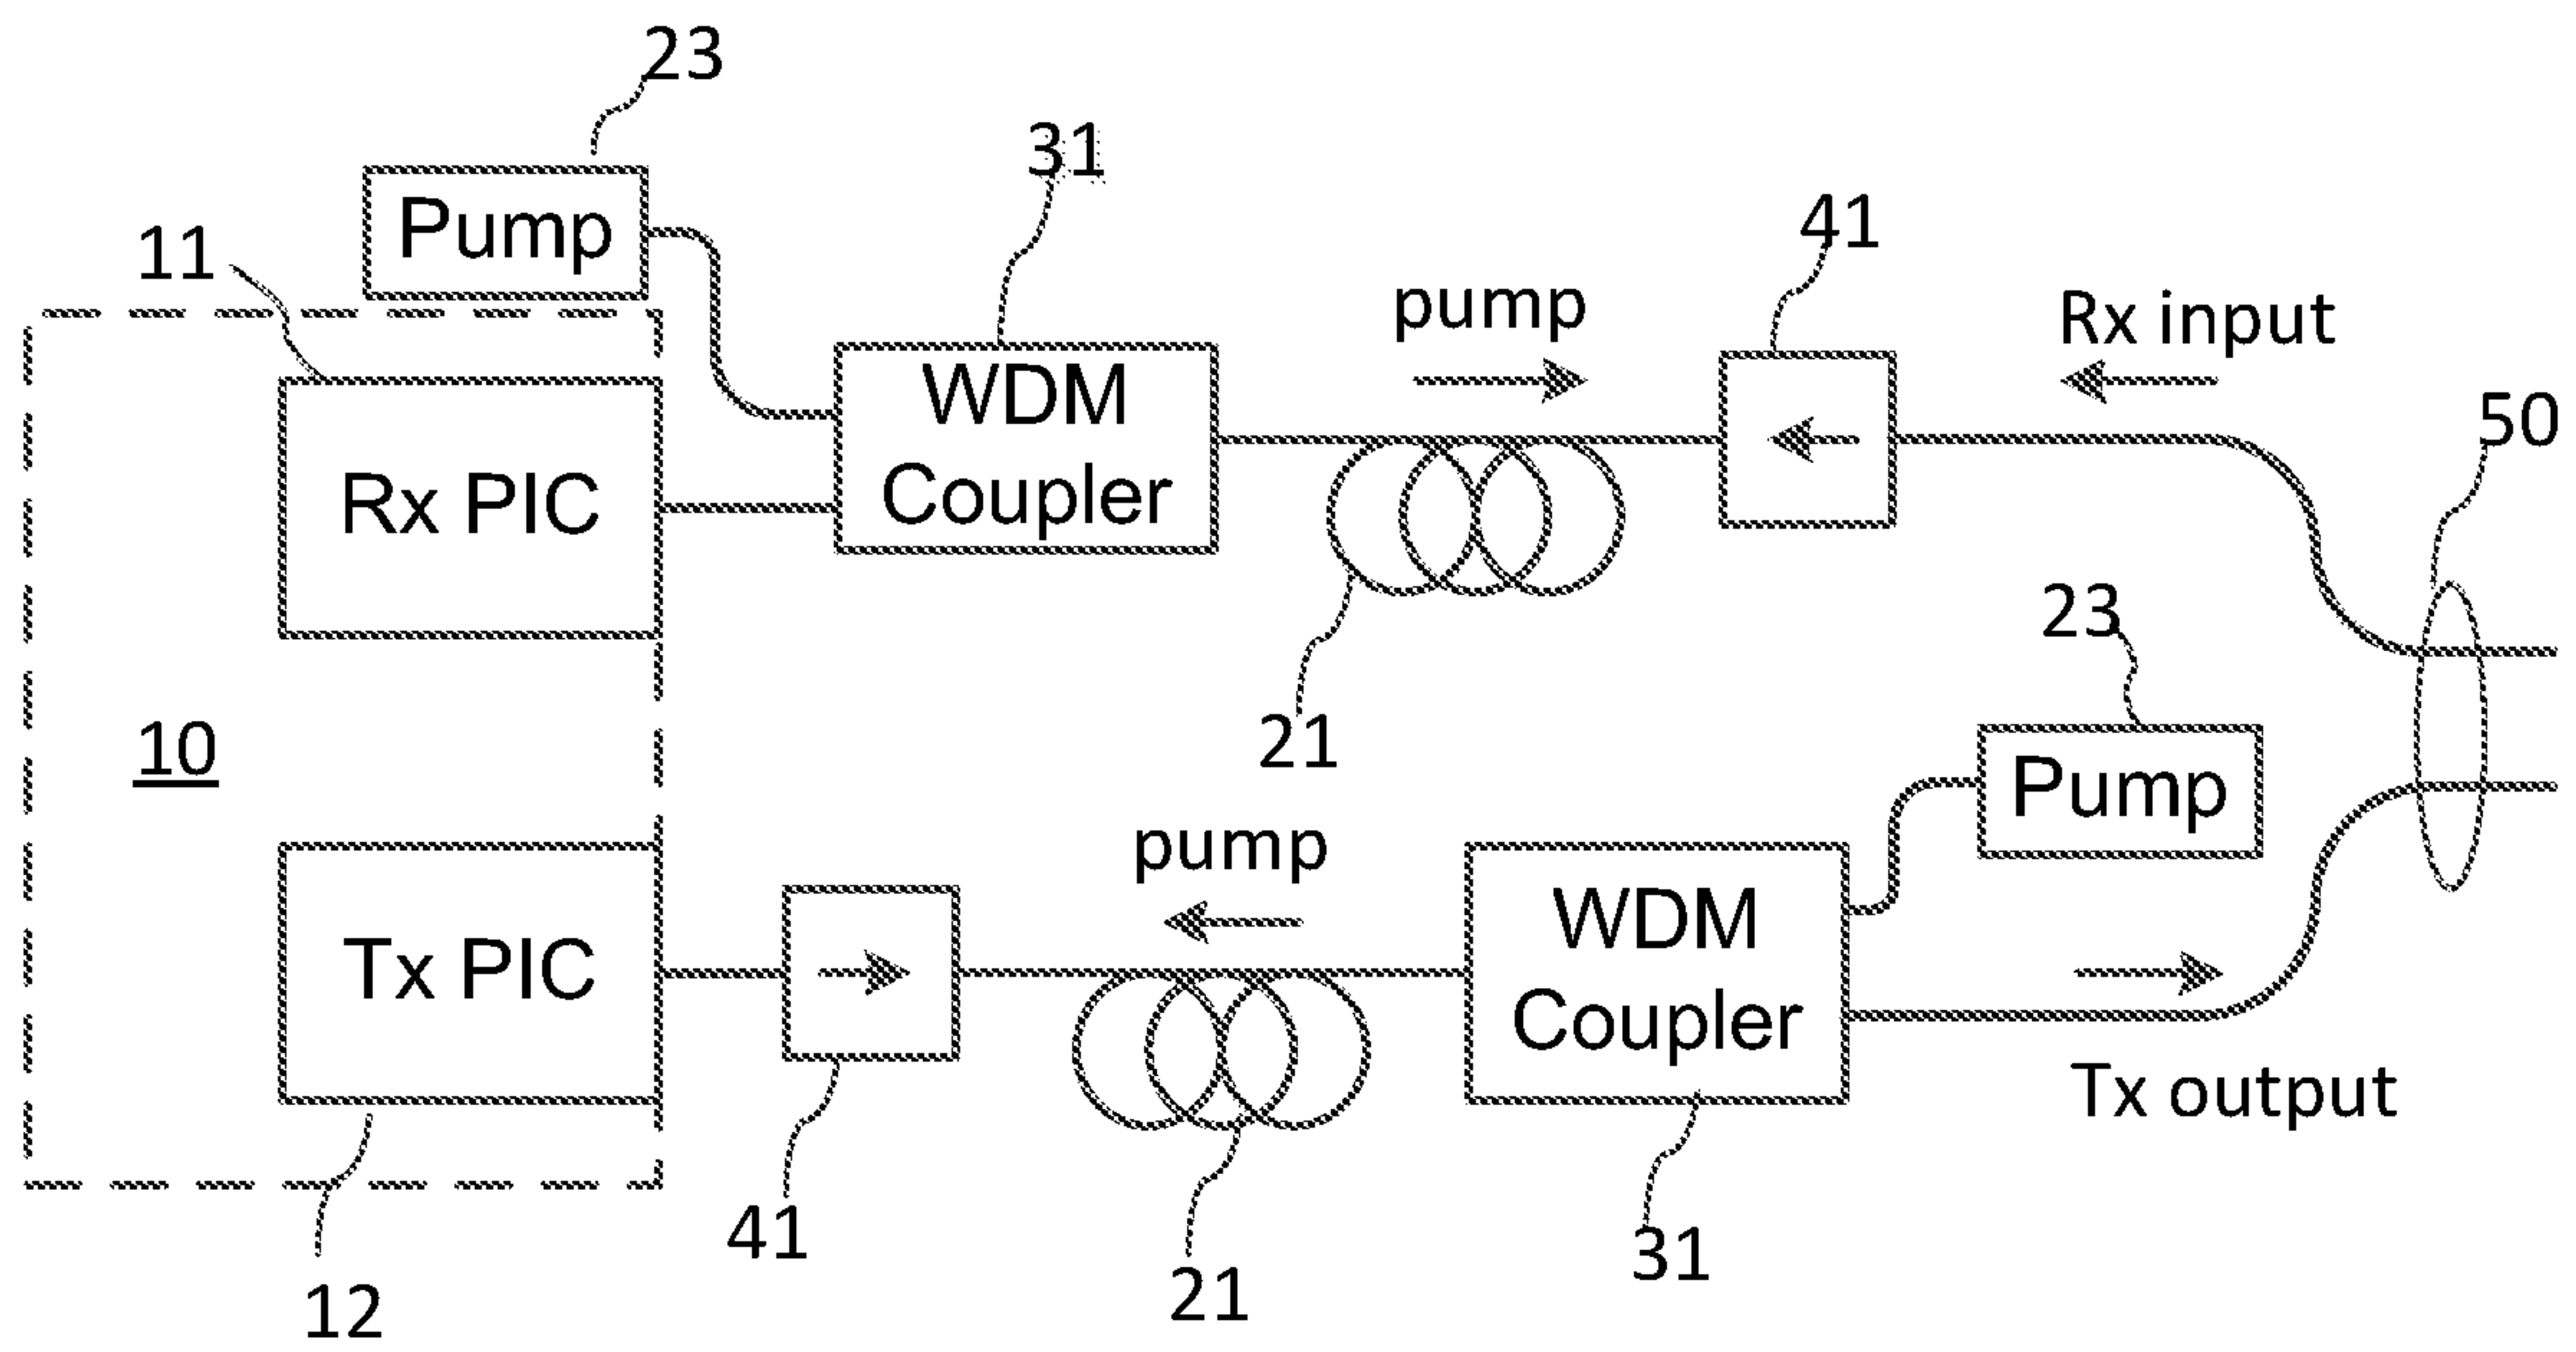 23
31
Pump
41
11
pump
Rx input
WDM
Coupler
50
Rx PIC
23
21
10
Pump
pump
WDM
Coupler
Tx PIC
Tx output
41
31
21
12